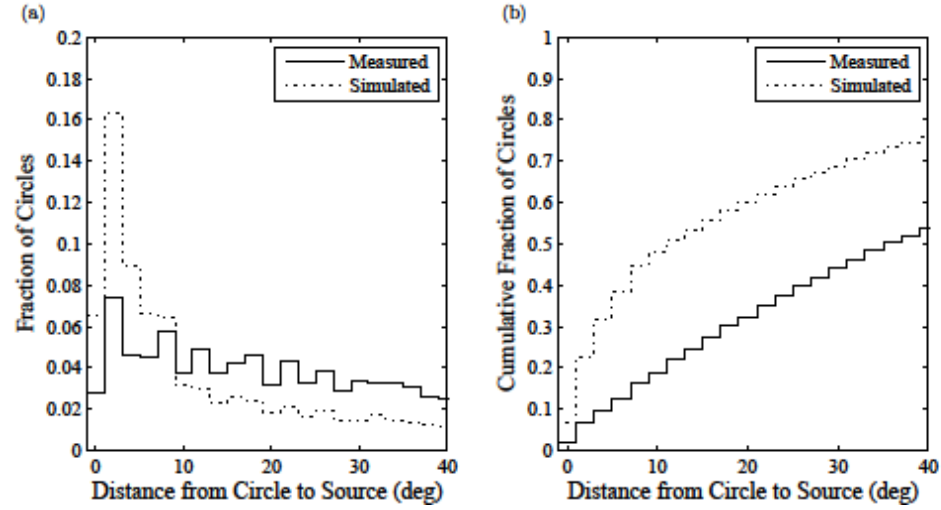 (a)
0.2
0.18
0.16
0.14
0.12
0.1
0.08
0.06
0.04
0.02
0
Fraction of Circles
Measured
Simulated
0 10 20 30 40
Distance from Circle to Source (deg)
(b)
1
0.9
0.8
0.7
0.6
0.5
0.4
0.3
0.2
0.1
0
Cumulative Fraction of Circles
Measured
Simulated
0 10 20 30 40
Distance from Circle to Source (deg)